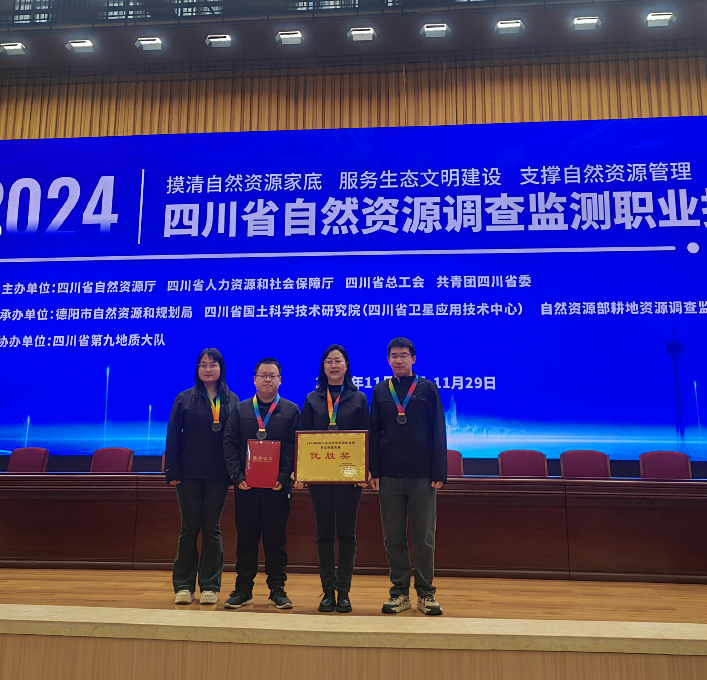 2024
摸清自然资源家底 服务生态文明建设 支撑自然资源管理
四川省自然资源调查监测职业技
主办单位:四川省自然资源厅 四川省人力资源和社会保障厅 四川省总工会 共青团四川省委
承办单位:德阳市自然资源和规划局 四川省国土科学技术研究院(四川省卫星应用技术中心) 自然资源部耕地资源调查监
协办单位:四川省第九地质大队
年11 11月29日
优胜奖